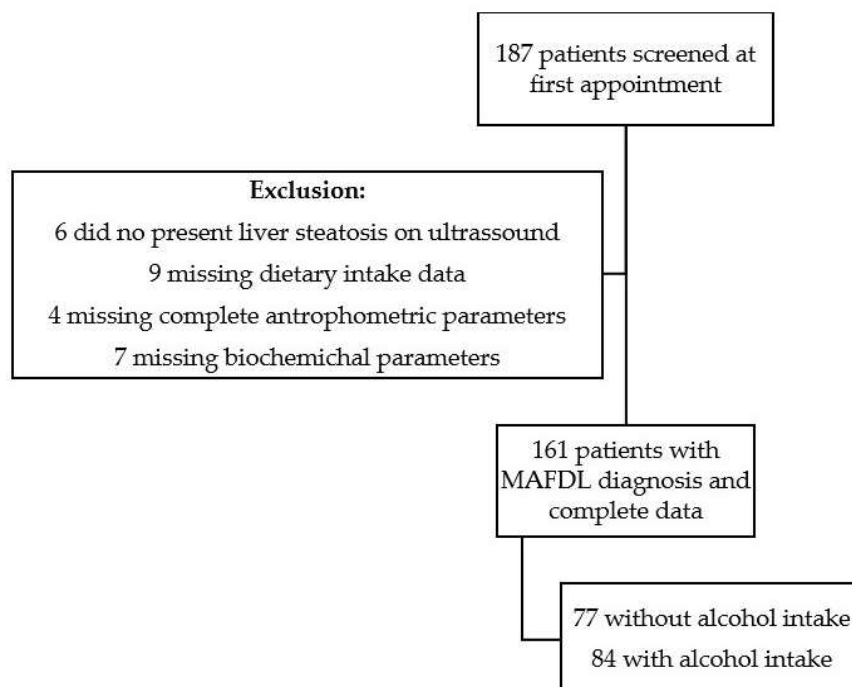 187 patients screened at
first appointment
Exclusion:
6 did no present liver steatosis on ultrassound
9 missing dietary intake data
4 missing complete antrophometric parameters
7 missing biochemichal parameters
161 patients with
MAFDL diagnosis and
complete data
77 without alcohol intake
84 with alcohol intake